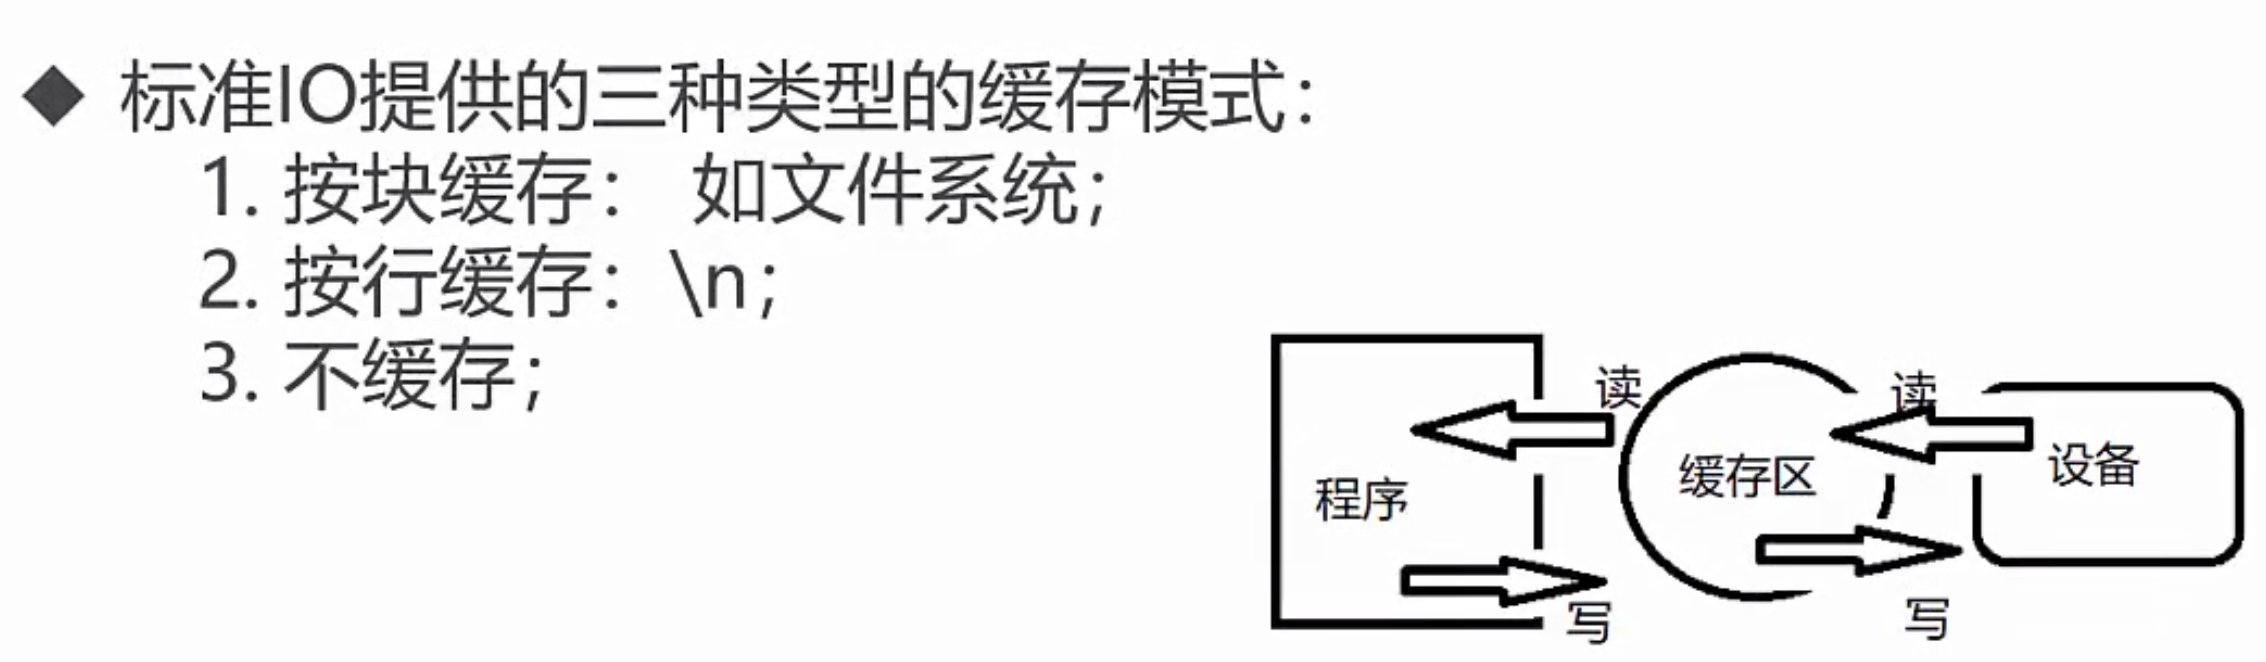 ◆ 标准IO提供的三种类型的缓存模式：
1. 按块缓存： 如文件系统；
2. 按行缓存：\n；
3. 不缓存；
读
读
程序
缓存区
设备
写
写